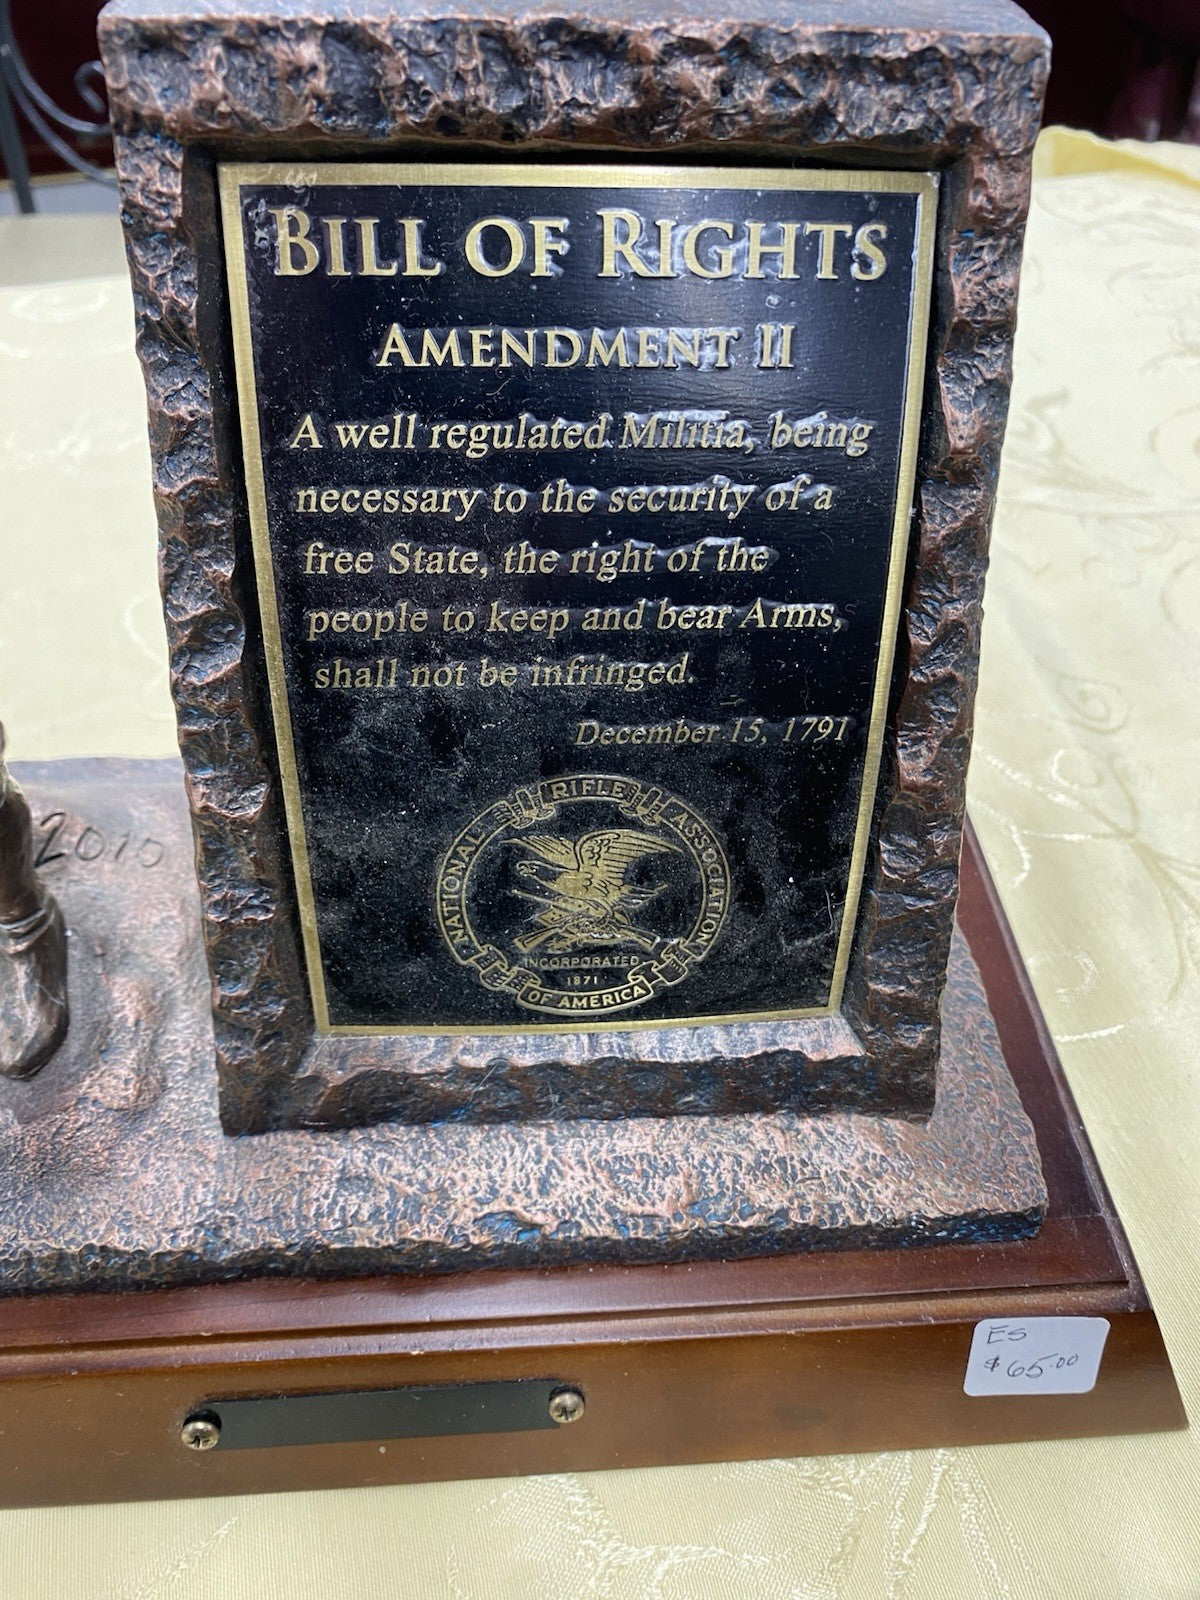 BILL OF RIGHTS
AMENDMENT II
A well regulated Militia, being
necessary to the security of a
free State, the right of the
people to keep and bear Arms,
shall not be infringed.
December 15, 1791
NATIONAL RIFLE ASSOCIATION
INCORPORATED
1871
OF AMERICA
2010
ES
$65.00